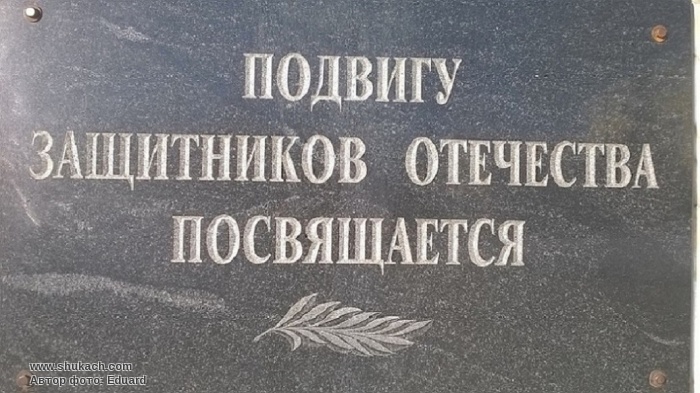 ПОДВИГУ
ЗАЩИТНИКОВ ОТЕЧЕСТВА
ПОСВЯЩАЕТСЯ
www.shukach.com
Автор фото: Eduard